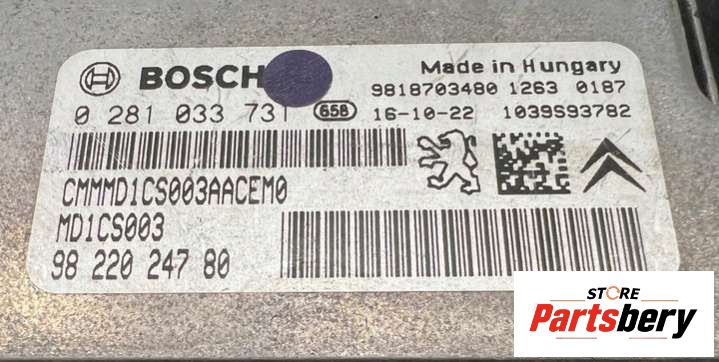 BOSCH
Made in Hungary
9818703480 1263 0187
0 281 033 731 658 16-10-22 1039S93782
CMMMD1CS003AACEM0
MD1CS003
98 220 247 80
STORE
Partsbery